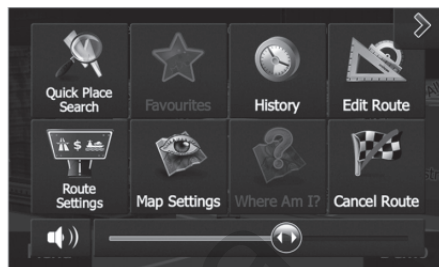 Quick Place
Search
Favourites
History
Edit Route
$
Route
Settings
Map Settings
Where Am I?
Cancel Route